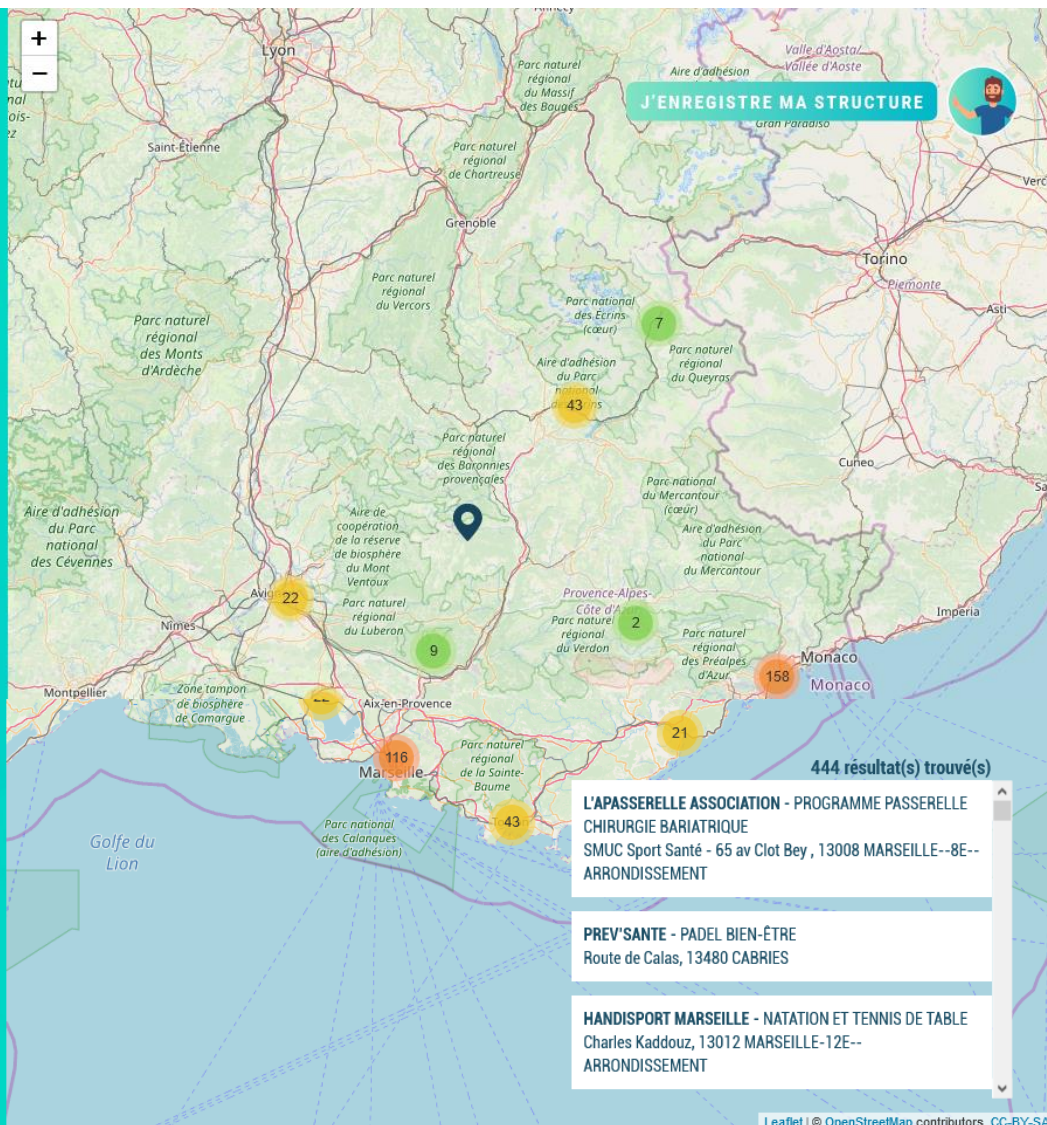 +
−
Annecy
Lyon
Parc naturel
régional
du Massif
des Bauges
Valle d'Aosta/
Vallée d'Aoste
Aire d'adhésion
J'ENREGISTRE MA STRUCTURE
Gran Paradiso
Saint-Étienne
Parc naturel
régional
de Chartreuse
Grenoble
Torino
Piemonte
Asti
Parc naturel
régional
du Vercors
Parc national
des Écrins
(cœur)
7
Parc naturel
régional
des Monts
d'Ardèche
Parc naturel
régional
du Queyras
Aire d'adhésion
du Parc
national
43
Parc naturel
régional
des Baronnies
provençales
Cuneo
Parc national
du Mercantour
(cœur)
Aire d'adhésion
du Parc
national
des Cévennes
Aire de
coopération
de la réserve
de biosphère
du Mont
Ventoux
Aire d'adhésion
du Parc
national
du Mercantour
22
Provence-Alpes-
Côte d'Azur
Imperia
Parc naturel
régional
du Luberon
Nîmes
2
Parc naturel
régional
du Verdon
9
Parc naturel
régional
des Préalpes
d'Azur
Monaco
158
Monaco
Montpellier
Zone tampon
de biosphère
de Camargue
Aix-en-Provence
21
116
Marseille
Parc naturel
régional
de la Sainte-
Baume
43
Parc national
des Calanques
(aire d'adhésion)
Golfe du
Lion
444 résultat(s) trouvé(s)
L'APASSERELLE ASSOCIATION - PROGRAMME PASSERELLE
CHIRURGIE BARIATRIQUE
SMUC Sport Santé - 65 av Clot Bey , 13008 MARSEILLE--8E--
ARRONDISSEMENT
PREV'SANTE - PADEL BIEN-ÊTRE
Route de Calas, 13480 CABRIES
HANDISPORT MARSEILLE - NATATION ET TENNIS DE TABLE
Charles Kaddouz, 13012 MARSEILLE-12E--
ARRONDISSEMENT
Leaflet | © OpenStreetMap contributors, CC-BY-SA